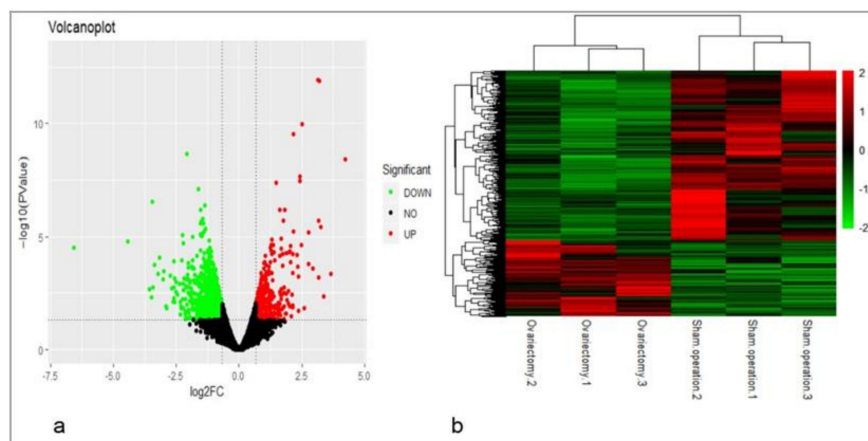 Volcanoplot
10
5
0
-log10(PValue)
-7.5
-5.0
-2.5
0.0
2.5
5.0
log2FC
Significant
DOWN
NO
UP
a
2
1
0
-1
-2
Ovariectomy.2
Ovariectomy.1
Ovariectomy.3
Sham.operation.2
Sham.operation.1
Sham.operation.3
b